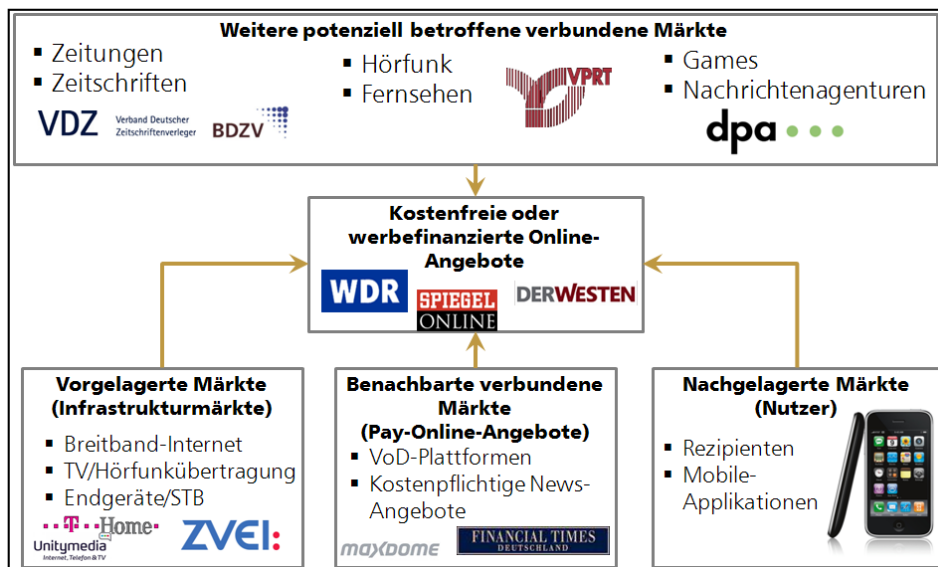 Weitere potenziell betroffene verbundene Märkte
▪ Zeitungen
▪ Zeitschriften
VDZ Verband Deutscher
Zeitschriftenverleger
BDZV
▪ Hörfunk
▪ Fernsehen
VPRT
▪ Games
▪ Nachrichtenagenturen
dpa
Kostenfreie oder
werbefinanzierte Online-
Angebote
WDR
SPIEGEL
ONLINE
DERWESTEN
Vorgelagerte Märkte
(Infrastrukturmärkte)
▪ Breitband-Internet
▪ TV/Hörfunkübertragung
▪ Endgeräte/STB
T Home
Unitymedia
Internet, Telefon & TV
ZVEI:
Benachbarte verbundene
Märkte
(Pay-Online-Angebote)
▪ VoD-Plattformen
▪ Kostenpflichtige News-
Angebote
maxdome
FINANCIAL TIMES
DEUTSCHLAND
Nachgelagerte Märkte
(Nutzer)
▪ Rezipienten
▪ Mobile-
Applikationen